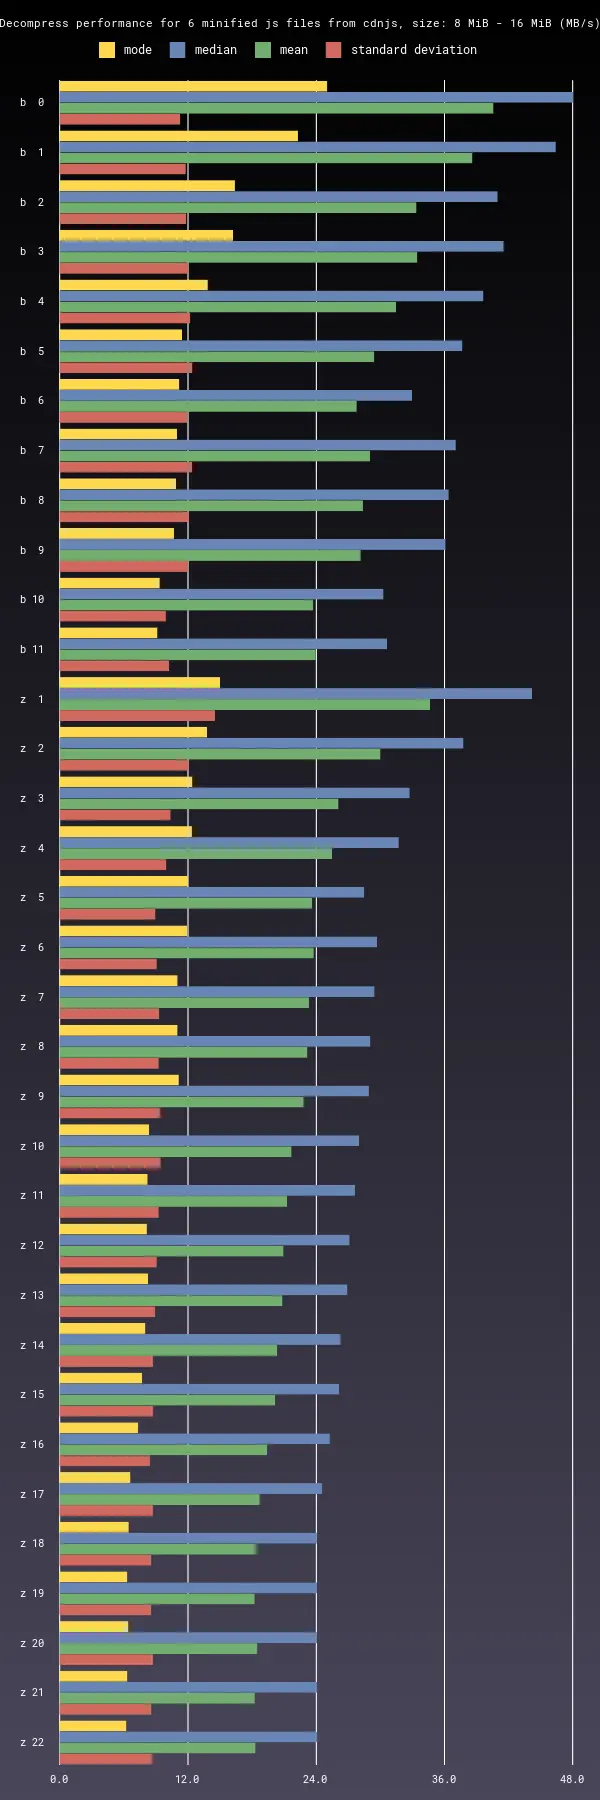 Decompress performance for 6 minified js files from cdnjs, size: 8 MiB - 16 MiB (MB/s)
mode median mean standard deviation
b 0
b 1
b 2
b 3
b 4
b 5
b 6
b 7
b 8
b 9
b 10
b 11
z 1
z 2
z 3
z 4
z 5
z 6
z 7
z 8
z 9
z 10
z 11
z 12
z 13
z 14
z 15
z 16
z 17
z 18
z 19
z 20
z 21
z 22
0.0 12.0 24.0 36.0 48.0